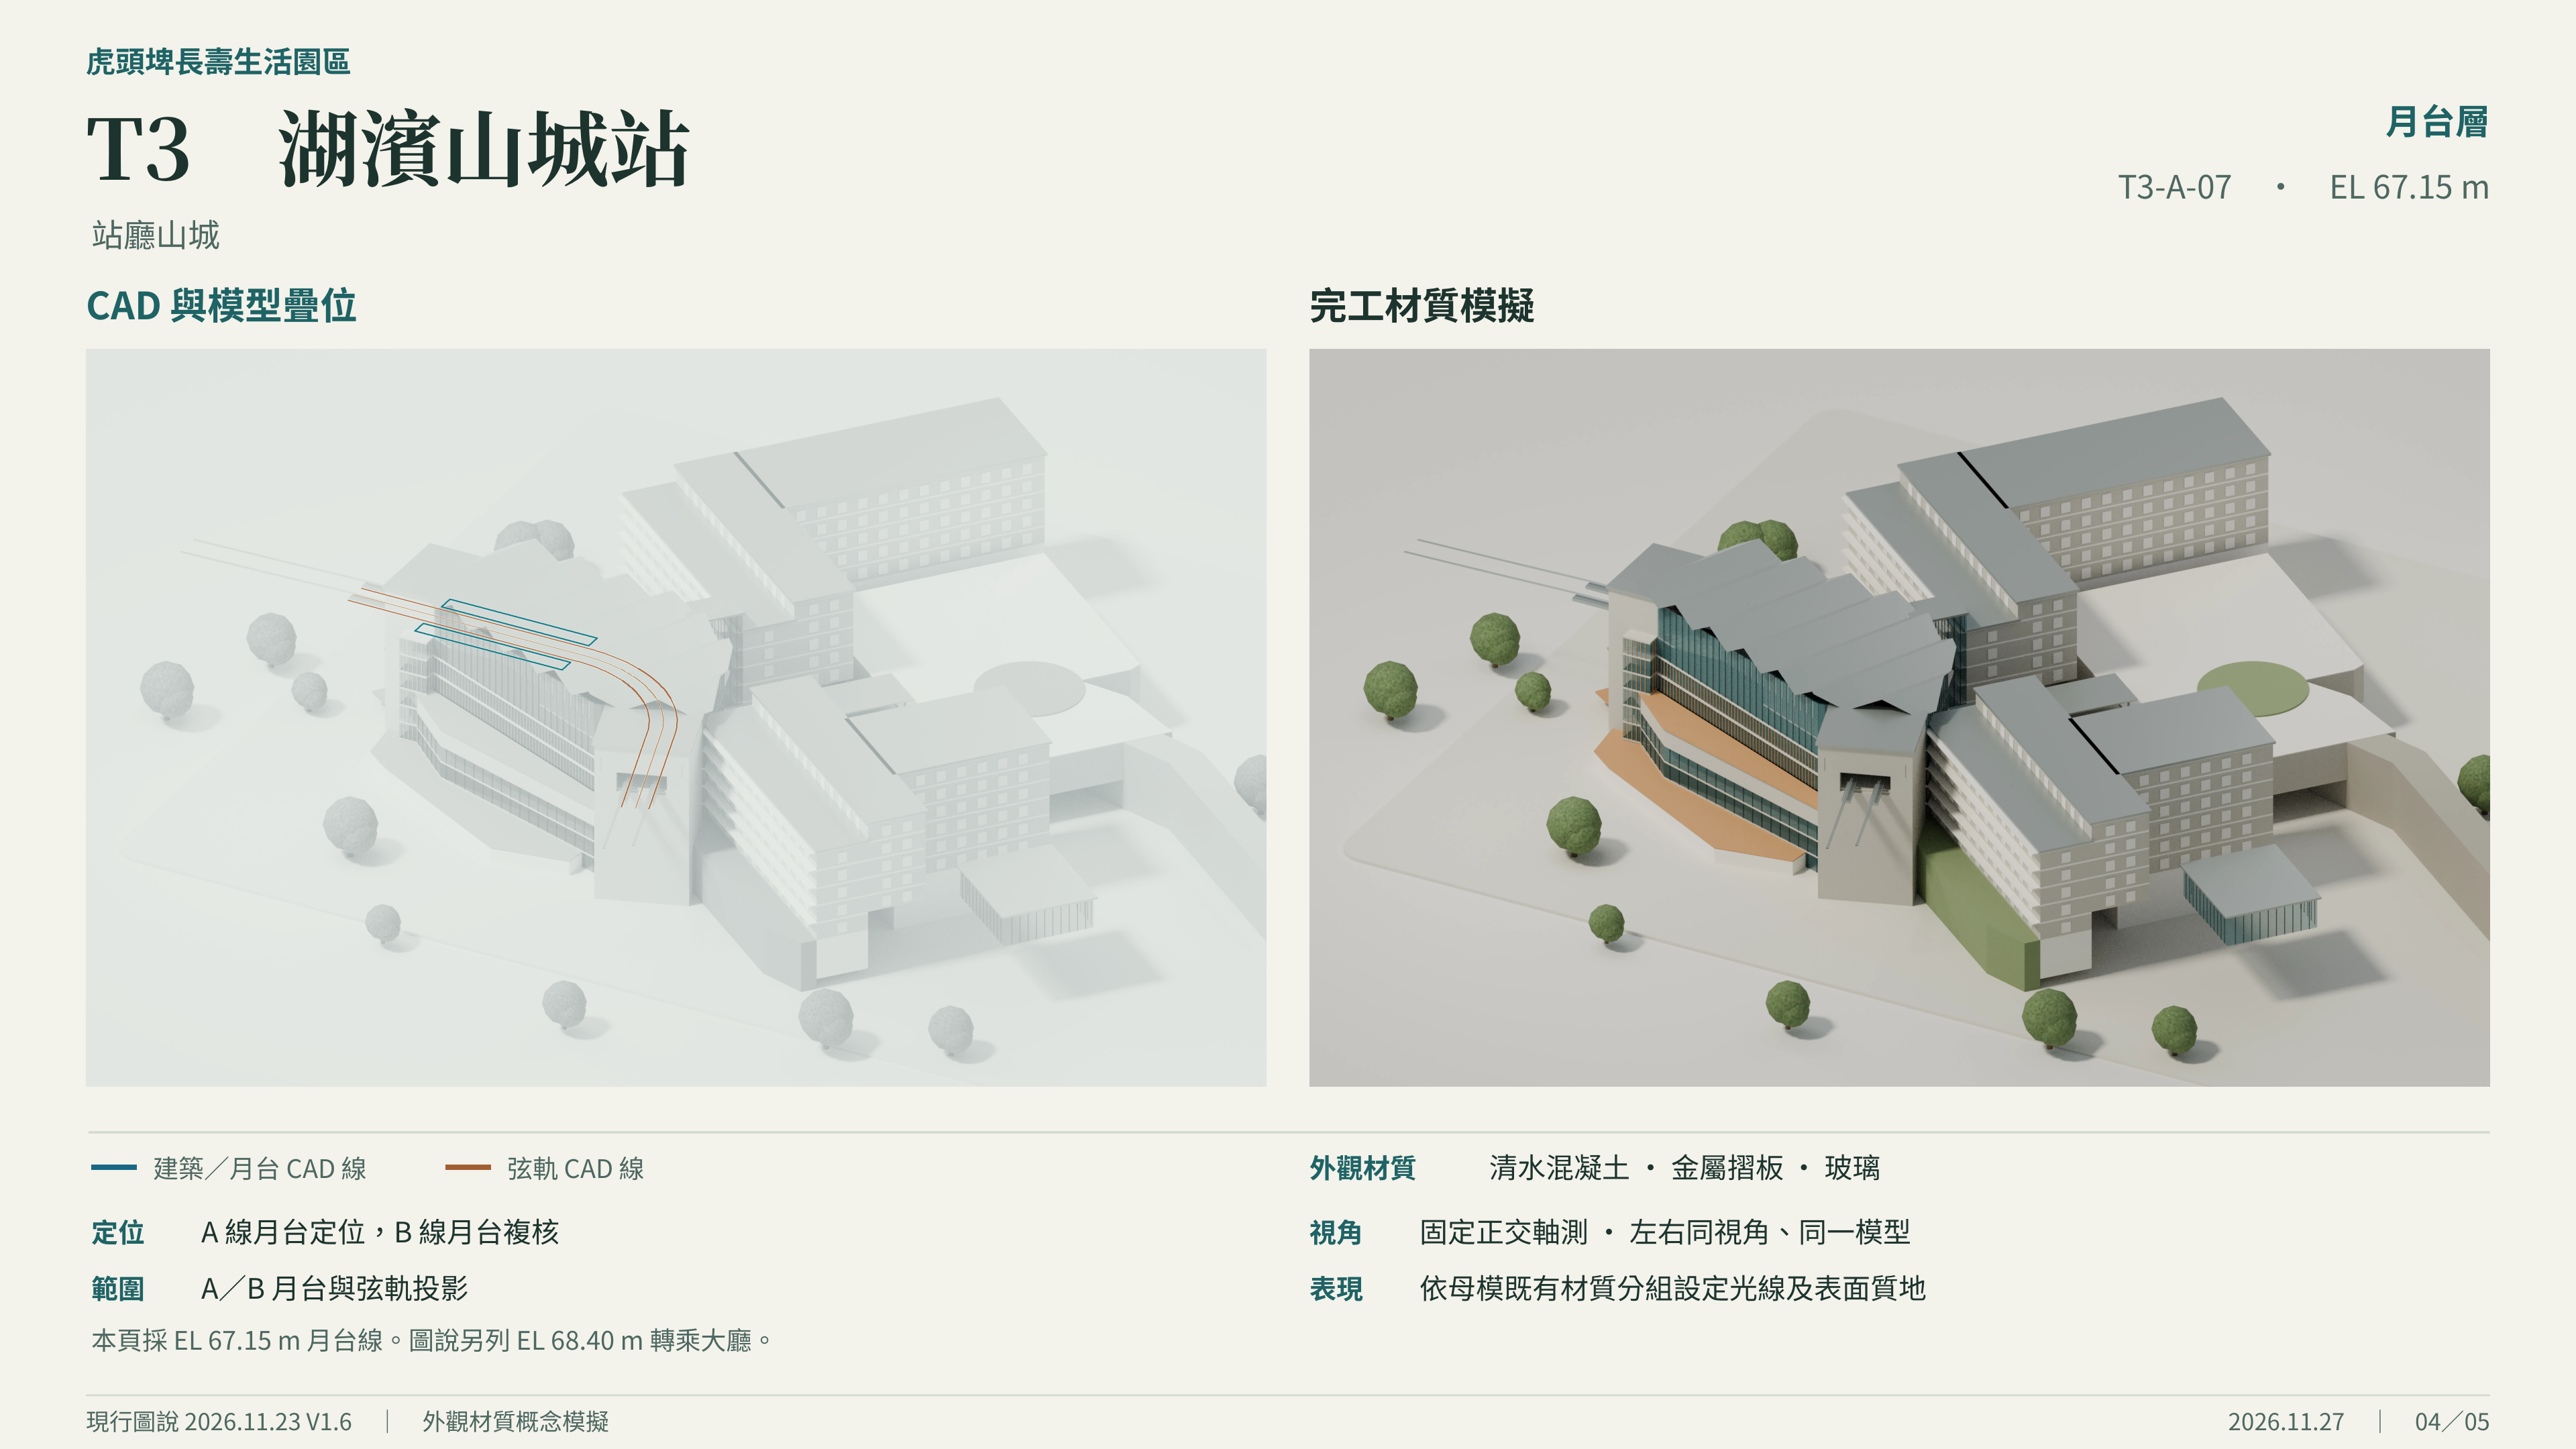 虎頭埤長壽生活園區
T3 湖濱山城站
站廳山城
月台層
T3-A-07 • EL 67.15 m
CAD 與模型疊位
完工材質模擬
建築／月台 CAD 線
弦軌 CAD 線
定位 A 線月台定位，B 線月台複核
範圍 A／B 月台與弦軌投影
本頁採 EL 67.15 m 月台線。圖說另列 EL 68.40 m 轉乘大廳。
外觀材質 清水混凝土 • 金屬摺板 • 玻璃
視角 固定正交軸測 • 左右同視角、同一模型
表現 依母模既有材質分組設定光線及表面質地
現行圖說 2026.11.23 V1.6 ｜ 外觀材質概念模擬
2026.11.27 ｜ 04／05